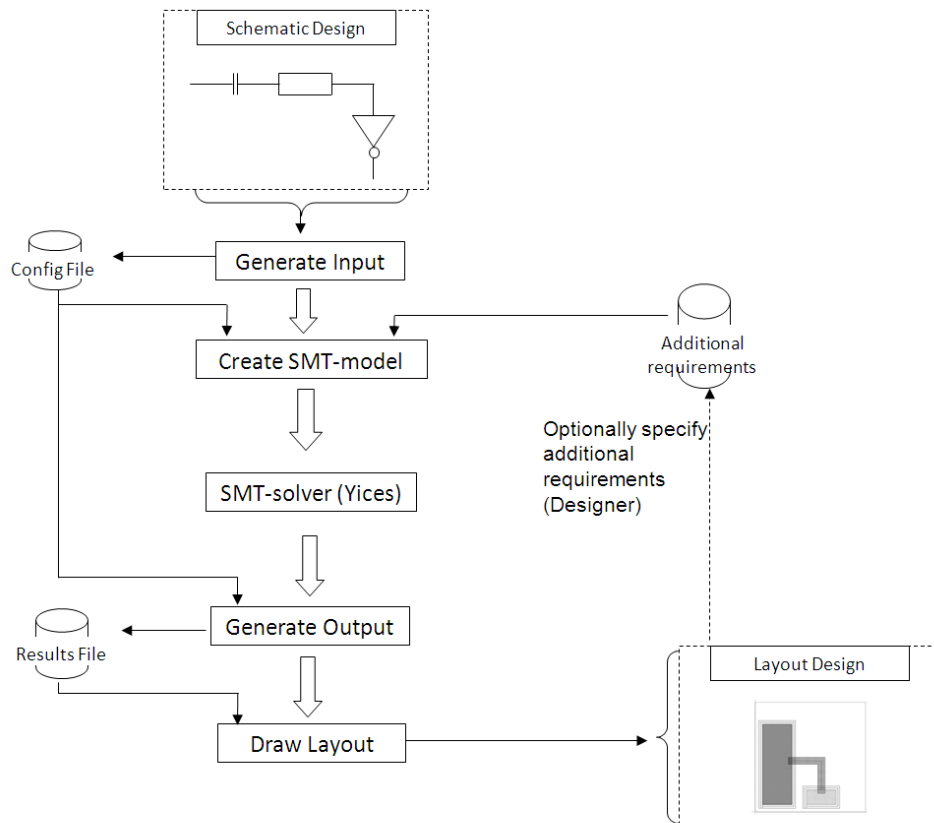 Schematic Design
Generate Input
Config File
Create SMT-model
Additional
requirements
Optionally specify
additional
requirements
(Designer)
SMT-solver (Yices)
Generate Output
Results File
Layout Design
Draw Layout